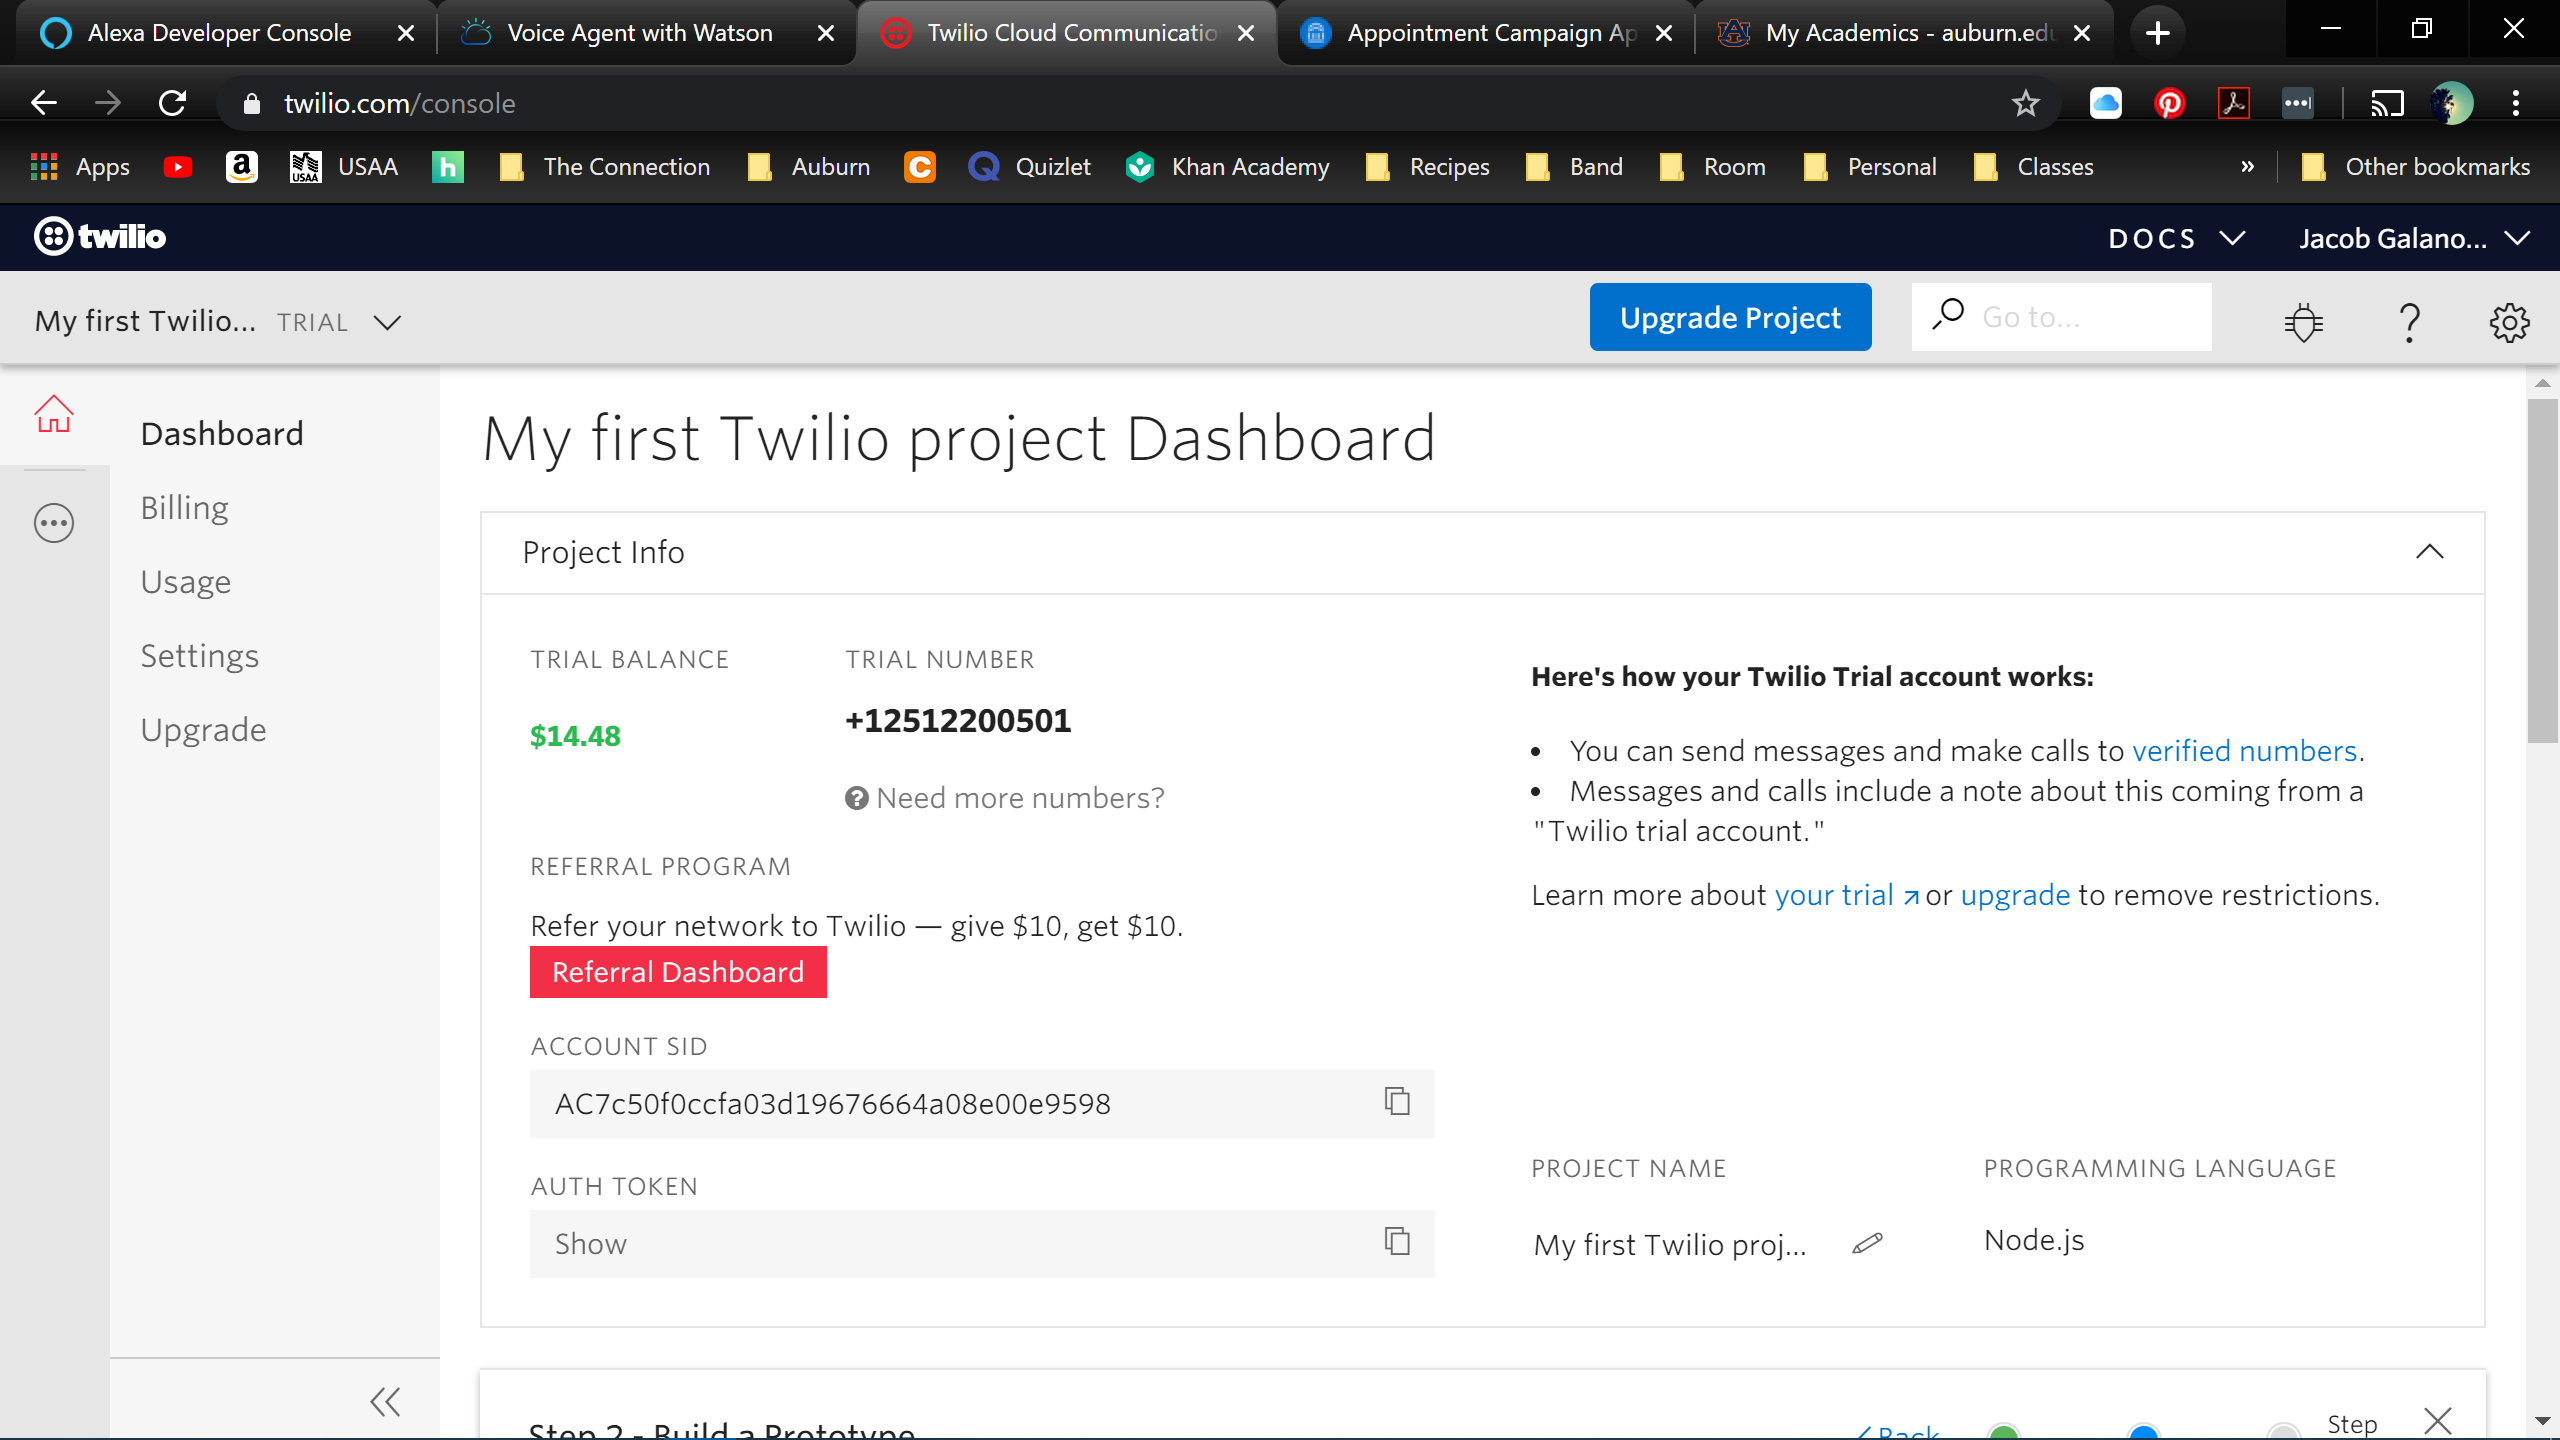 Alexa Developer Console
Voice Agent with Watson
Twilio Cloud Communicatio
Appointment Campaign Ap
My Academics - auburn.edu
twilio.com/console
Apps
USAA
The Connection
Auburn
Quizlet
Khan Academy
Recipes
Band
Room
Personal
Classes
»
Other bookmarks
twilio
DOCS
Jacob Galano...
My first Twilio... TRIAL
Upgrade Project
Go to...
Dashboard
Billing
Usage
Settings
Upgrade
My first Twilio project Dashboard
Project Info
TRIAL BALANCE
$14.48
TRIAL NUMBER
+12512200501
Need more numbers?
REFERRAL PROGRAM
Refer your network to Twilio — give $10, get $10.
Referral Dashboard
ACCOUNT SID
AC7c50f0ccfa03d19676664a08e00e9598
AUTH TOKEN
Show
Here's how your Twilio Trial account works:
• You can send messages and make calls to verified numbers.
• Messages and calls include a note about this coming from a
"Twilio trial account."
Learn more about your trial ↗ or upgrade to remove restrictions.
PROJECT NAME
My first Twilio proj...
PROGRAMMING LANGUAGE
Node.js
Step 2 - Build a Prototype
Back
Step